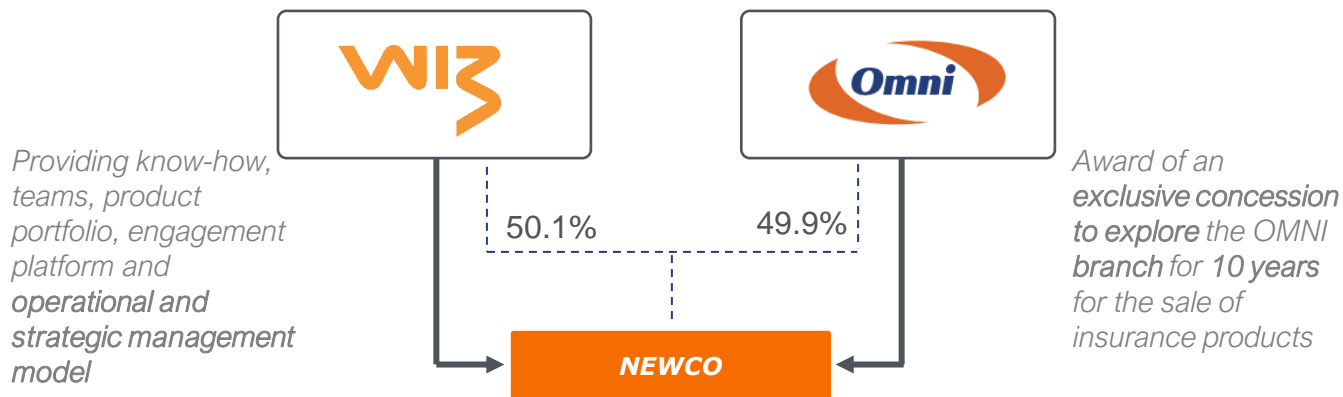 WIZ
Omni
Providing know-how,
teams, product
portfolio, engagement
platform and
operational and
strategic management
model
50.1%
49.9%
Award of an
exclusive concession
to explore the OMNI
branch for 10 years
for the sale of
insurance products
NEWCO